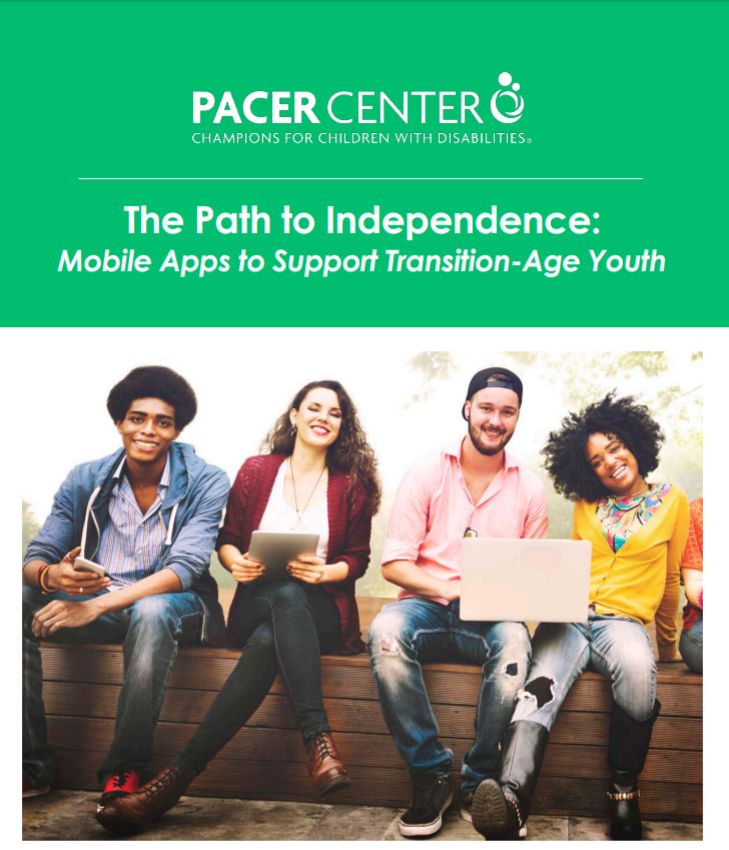 PACER CENTER
CHAMPIONS FOR CHILDREN WITH DISABILITIES®
The Path to Independence:
Mobile Apps to Support Transition-Age Youth